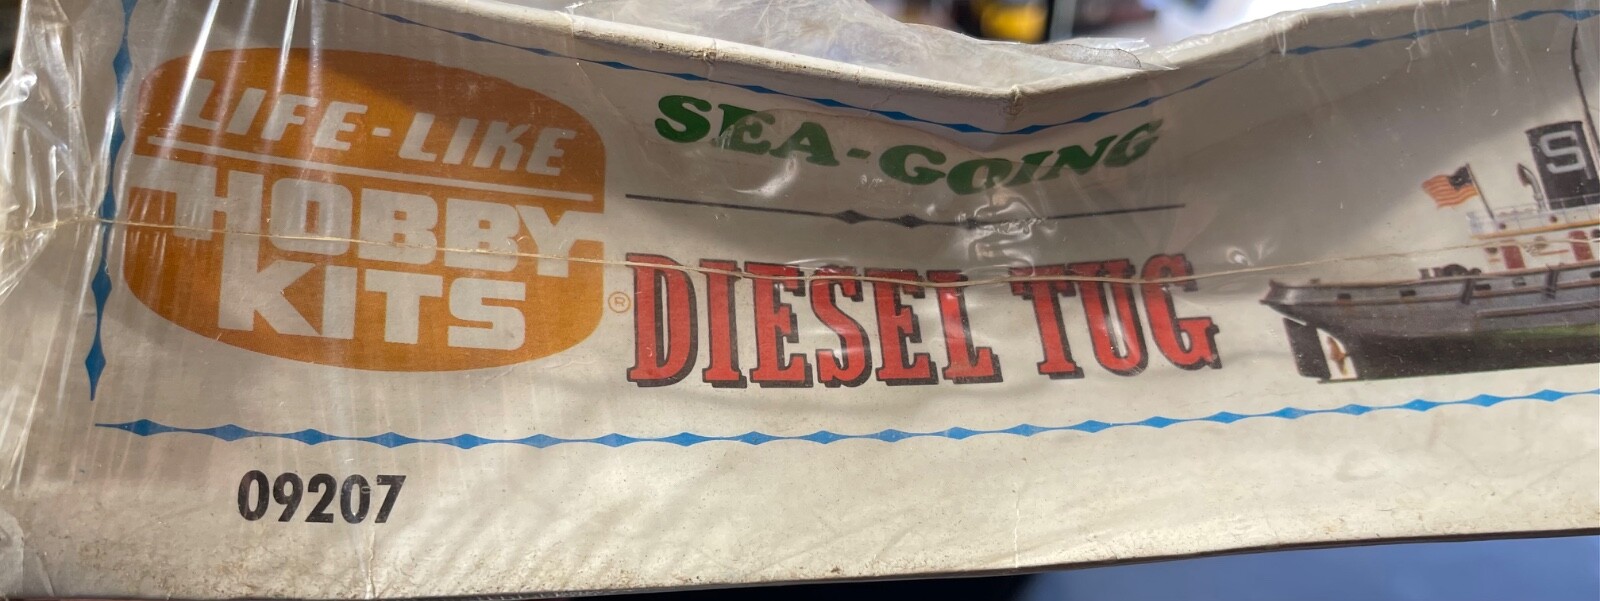 LIFE-LIKE
HOBBY
KITS
®
SEA-GOING
DIESEL TUG
S
09207